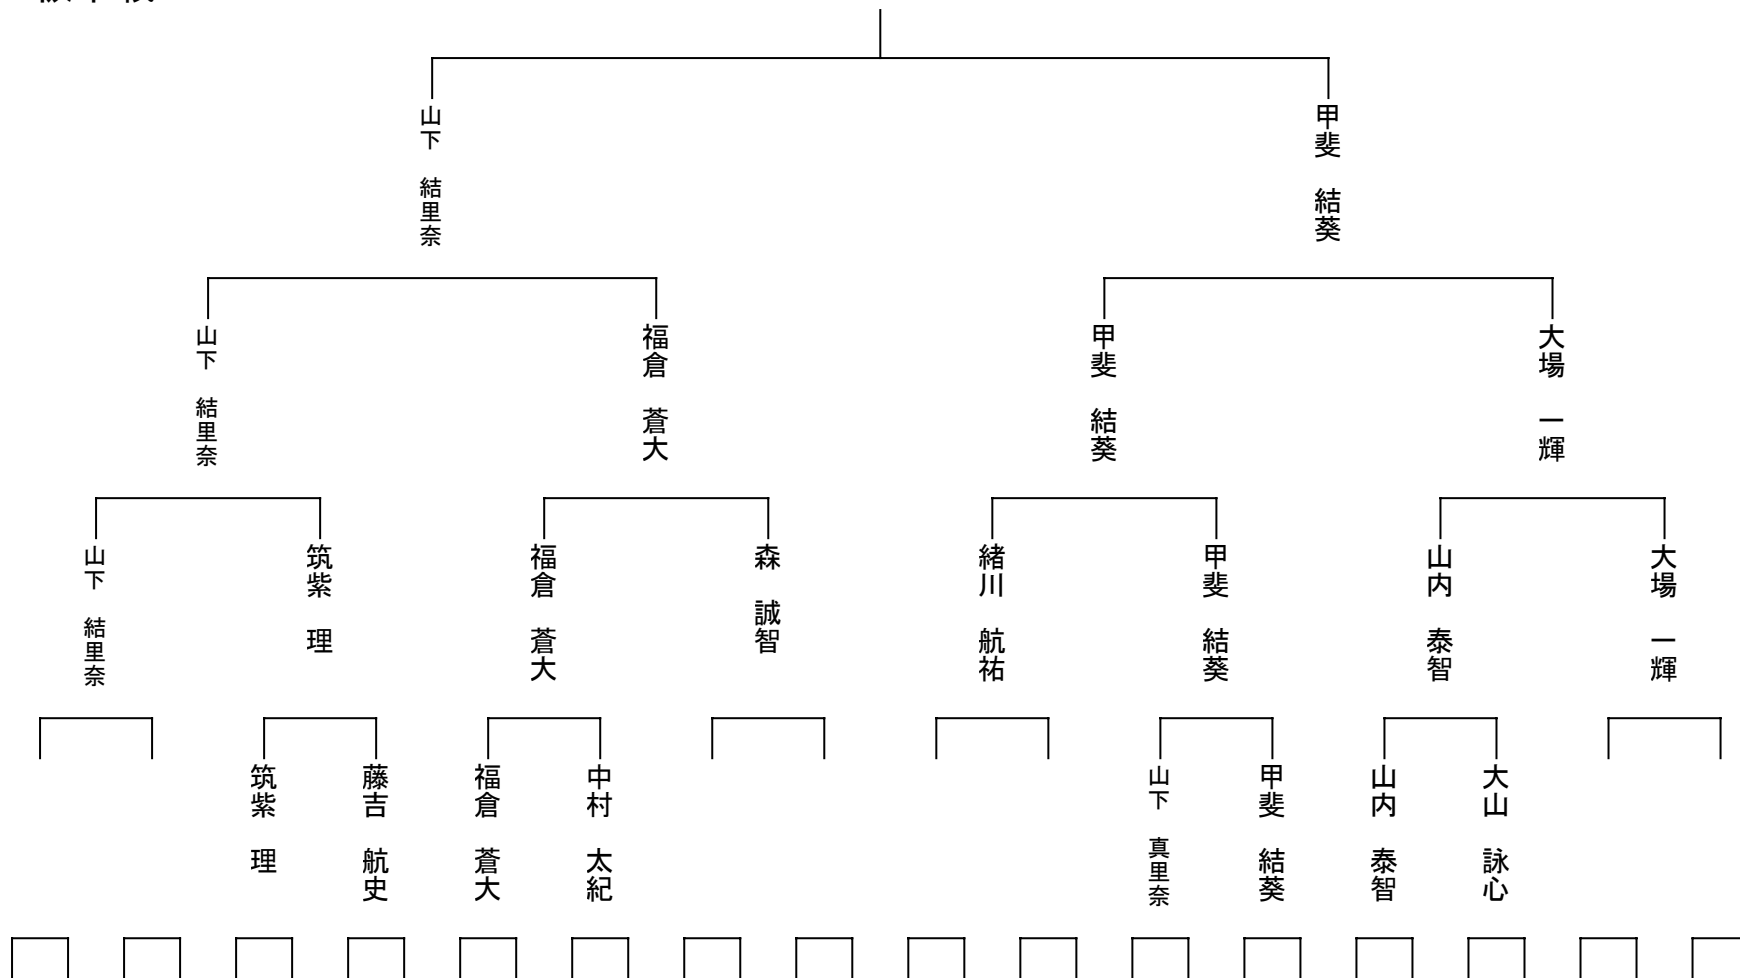 山下 結里奈
甲斐 結葵
山下 結里奈
福倉 蒼大
甲斐 結葵
大場 一輝
山下 結里奈
筑紫 理
福倉 蒼大
森 誠智
緒川 航祐
甲斐 結葵
山内 泰智
大場 一輝
筑紫 理
藤吉 航史
福倉 蒼大
中村 太紀
山下 真里奈
甲斐 結葵
山内 泰智
大山 詠心